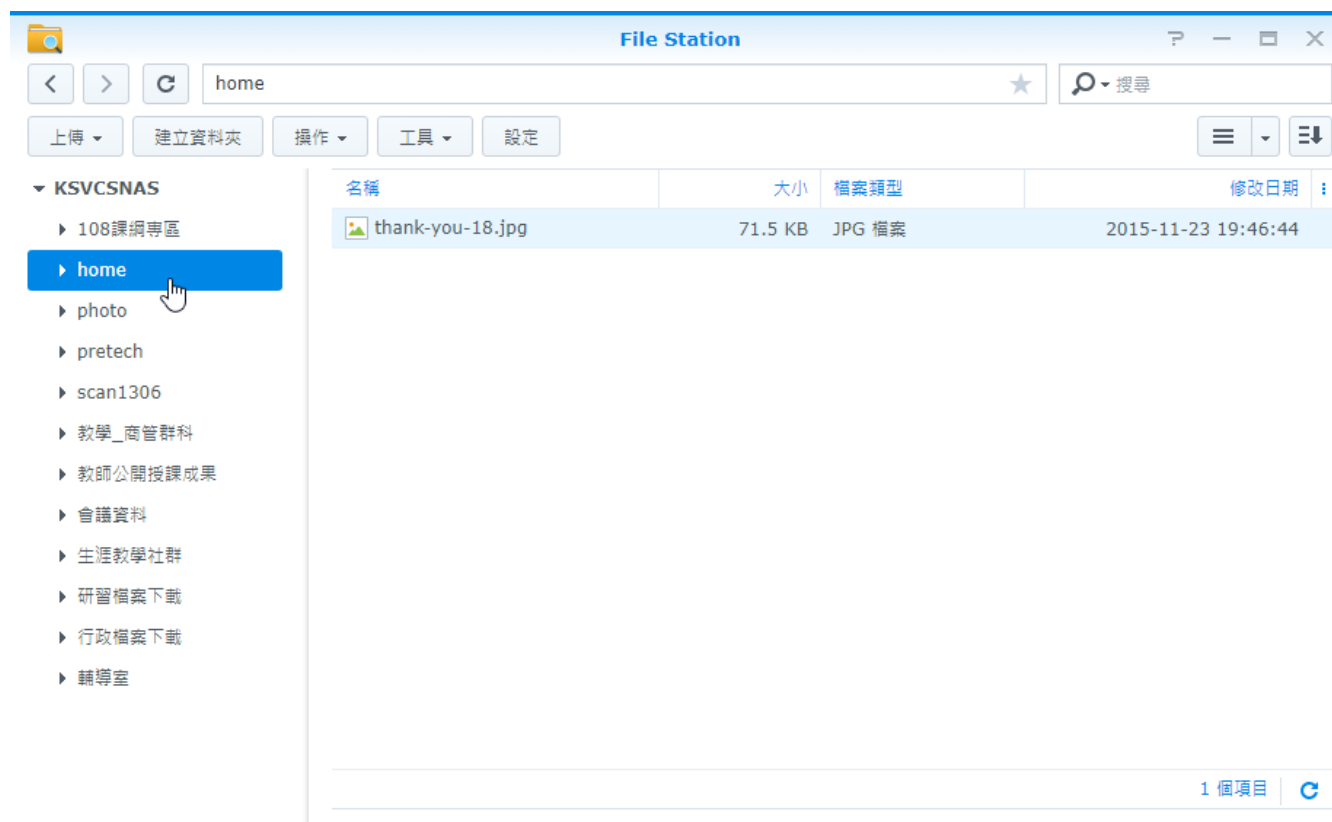 File Station
home
搜尋
上傳 建立資料夾 操作 工具 設定
KSVCSNAS
108課綱専區
home
photo
pretech
scan1306
教學_商管群科
教師公開授課成果
會議資料
生涯教學社群
研習檔案下載
行政檔案下載
輔導室
名稱 大小 檔案類型 修改日期
thank-you-18.jpg 71.5 KB JPG 檔案 2015-11-23 19:46:44
1 個項目